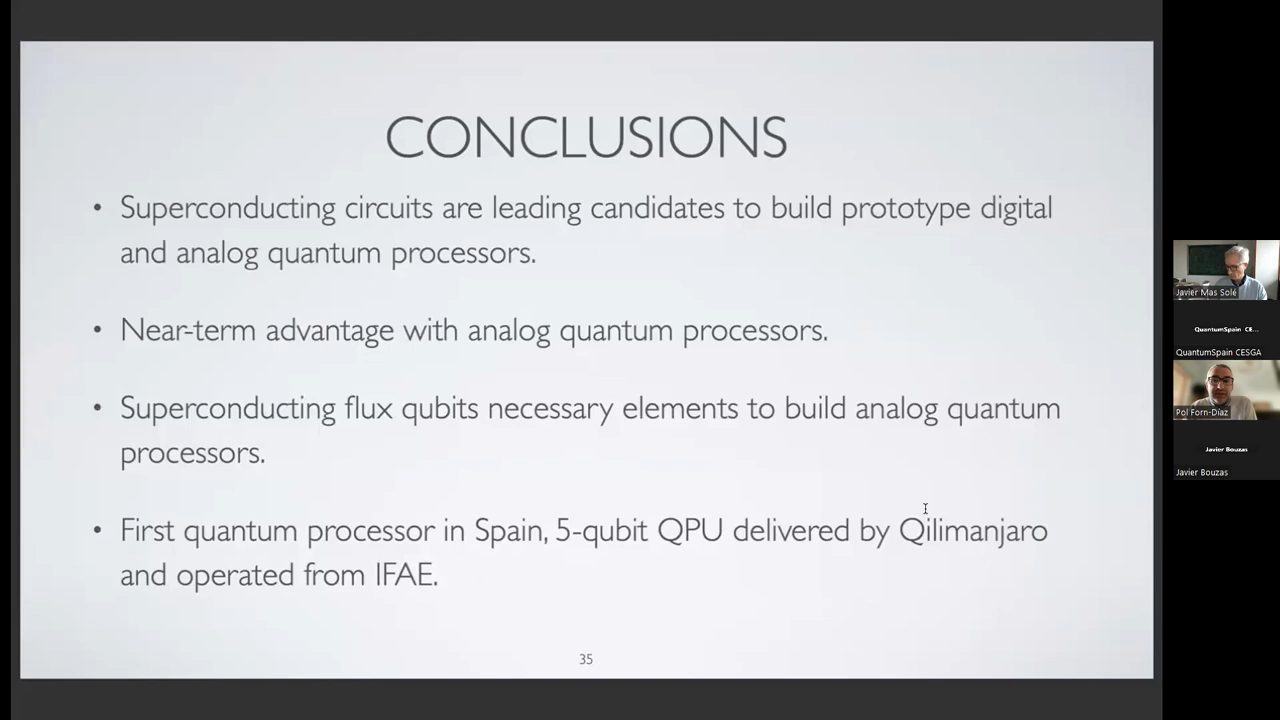 CONCLUSIONS
• Superconducting circuits are leading candidates to build prototype digital
and analog quantum processors.
• Near-term advantage with analog quantum processors.
• Superconducting flux qubits necessary elements to build analog quantum
processors.
• First quantum processor in Spain, 5-qubit QPU delivered by Qilimanjaro
and operated from IFAE.
35
Javier Mas Solé
QuantumSpain CE...
QuantumSpain CESGA
Pol Forn-Díaz
Javier Bouzas
Javier Bouzas